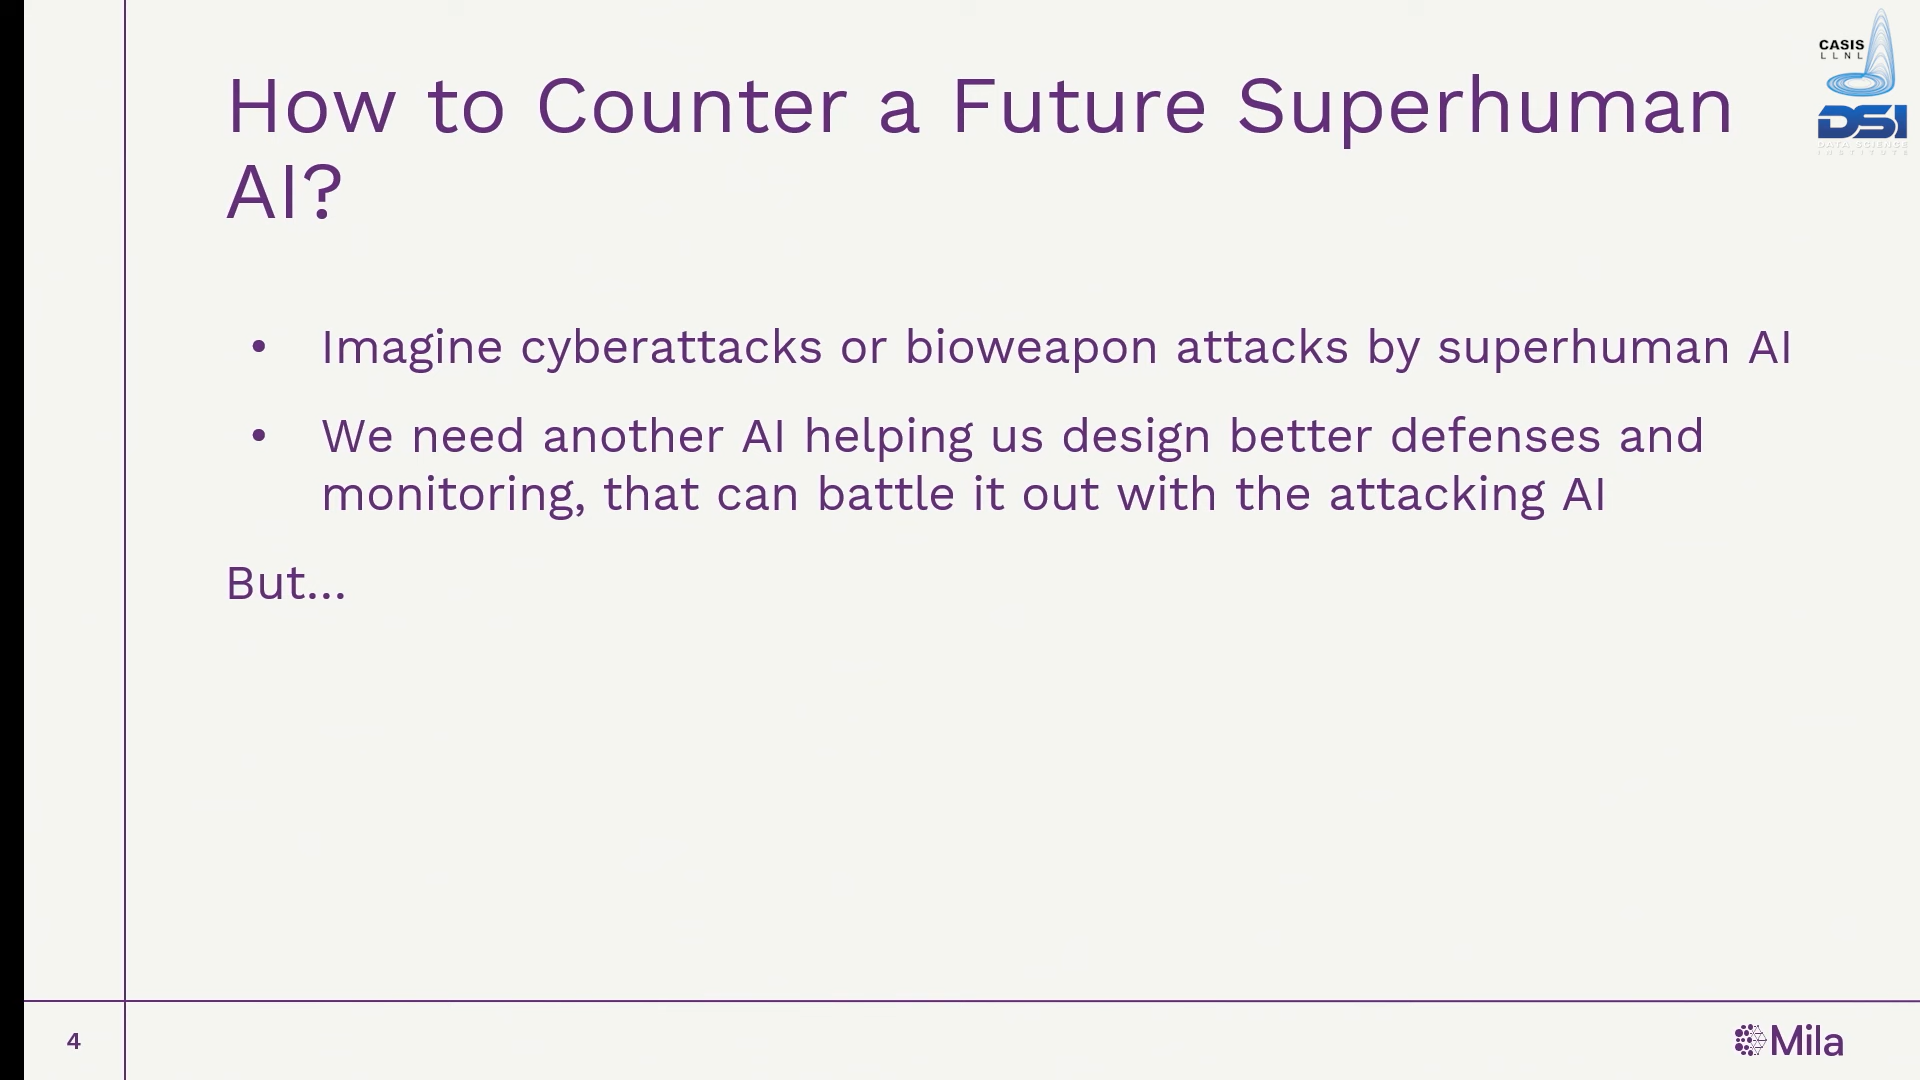 CASIS
LLNL
DSI
DATA SCIENCE
INSTITUTE
How to Counter a Future Superhuman
AI?
• Imagine cyberattacks or bioweapon attacks by superhuman AI
• We need another AI helping us design better defenses and
monitoring, that can battle it out with the attacking AI
But...
4
Mila